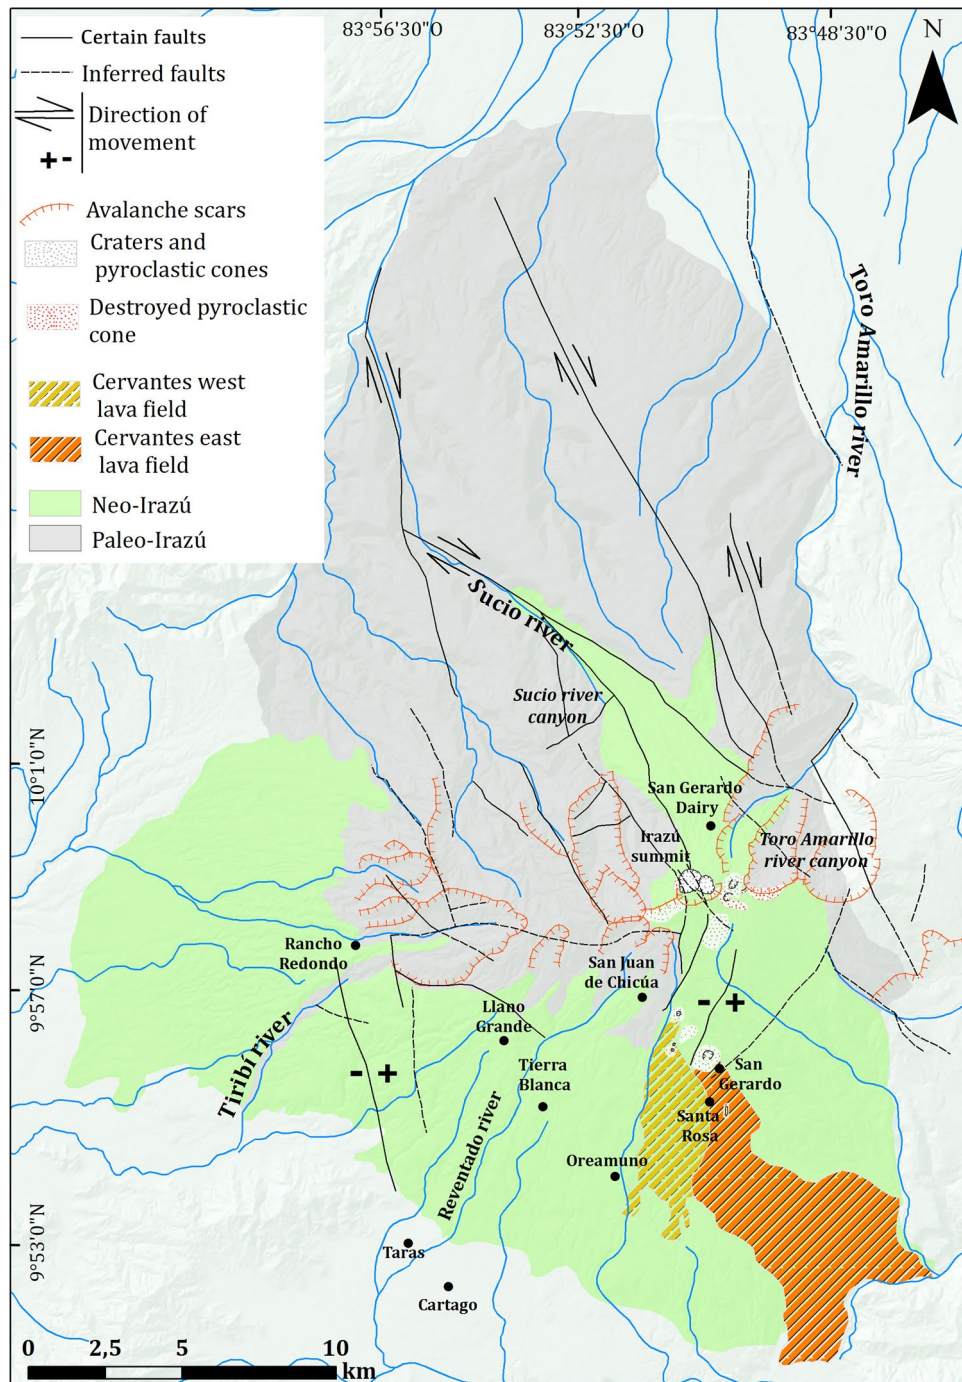 83°56'30"O
83°52'30"O
83°48'30"O
N
Certain faults
Inferred faults
Direction of
movement
+ -
Avalanche scars
Craters and
pyroclastic cones
Destroyed pyroclastic
cone
Cervantes west
lava field
Cervantes east
lava field
Neo-Irazú
Paleo-Irazú
Toro Amarillo river
Sucio river
Sucio river
canyon
10°1'0"N
San Gerardo
Dairy
Irazú
summit
Toro Amarillo
river canyon
Rancho
Redondo
San Juan
de Chicúa
9°57'0"N
Llano
Grande
- +
Tiribí river
- +
Tierra
Blanca
San
Gerardo
Santa
Rosa
Reventado river
Oreamuno
9°53'0"N
Taras
Cartago
0 2,5 5 10
km